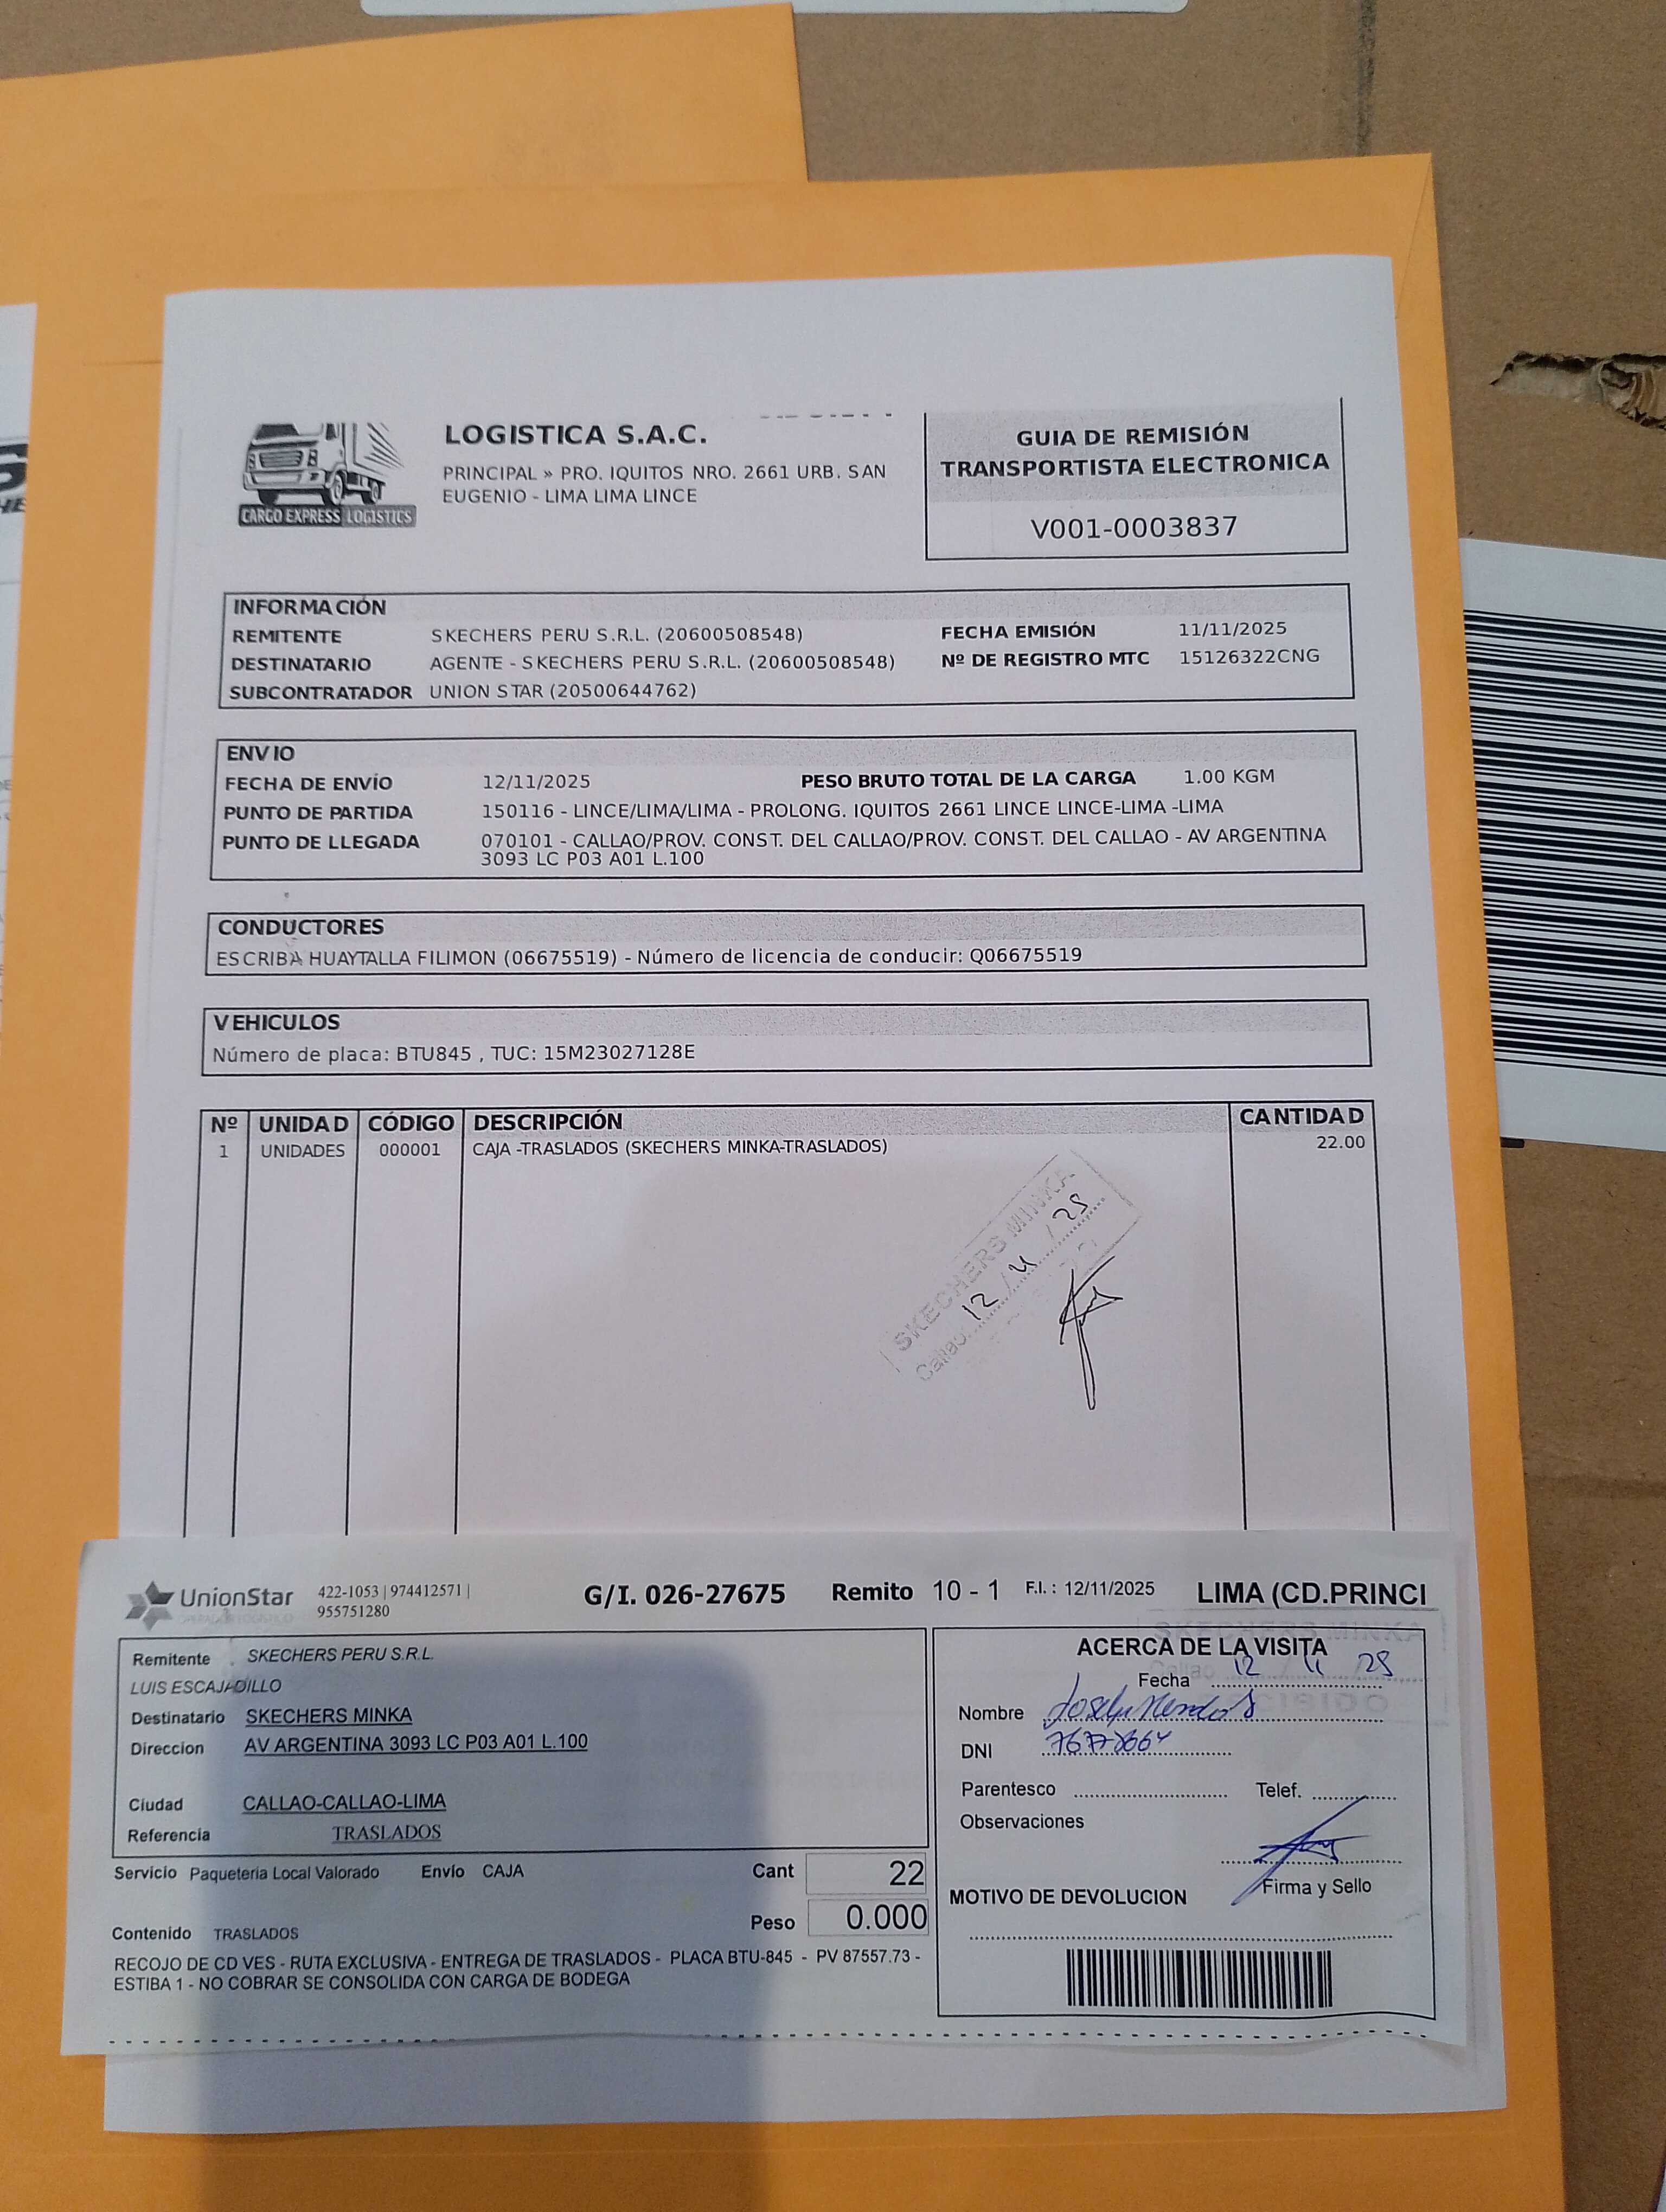 LOGISTICA S.A.C.
PRINCIPAL » PRO. IQUITOS NRO. 2661 URB. SAN
EUGENIO - LIMA LIMA LINCE
CARGO EXPRESS LOGISTICS
GUIA DE REMISIÓN
TRANSPORTISTA ELECTRONICA
V001-0003837
INFORMACIÓN
REMITENTE SKECHERS PERU S.R.L. (20600508548) FECHA EMISIÓN 11/11/2025
DESTINATARIO AGENTE - SKECHERS PERU S.R.L. (20600508548) Nº DE REGISTRO MTC 15126322CNG
SUBCONTRATADOR UNION STAR (20500644762)
ENVIO
FECHA DE ENVÍO 12/11/2025 PESO BRUTO TOTAL DE LA CARGA 1.00 KGM
PUNTO DE PARTIDA 150116 - LINCE/LIMA/LIMA - PROLONG. IQUITOS 2661 LINCE LINCE-LIMA -LIMA
PUNTO DE LLEGADA 070101 - CALLAO/PROV. CONST. DEL CALLAO/PROV. CONST. DEL CALLAO - AV ARGENTINA
3093 LC P03 A01 L.100
CONDUCTORES
ESCRIBA HUAYTALLA FILIMON (06675519) - Número de licencia de conducir: Q06675519
VEHICULOS
Número de placa: BTU845 , TUC: 15M23027128E
Nº UNIDAD CÓDIGO DESCRIPCIÓN CANTIDAD
1 UNIDADES 000001 CAJA -TRASLADOS (SKECHERS MINKA-TRASLADOS) 22.00
SKECHERS MINKA
Callao 12 / 11 / 25
UnionStar 422-1053 | 974412571 |
955751280
G/I. 026-27675 Remito 10 - 1 F.I. : 12/11/2025 LIMA (CD.PRINCI
Remitente SKECHERS PERU S.R.L.
LUIS ESCAJADILLO
Destinatario SKECHERS MINKA
Direccion AV ARGENTINA 3093 LC P03 A01 L.100
Ciudad CALLAO-CALLAO-LIMA
Referencia TRASLADOS
Servicio Paqueteria Local Valorado Envío CAJA Cant 22
Peso 0.000
Contenido TRASLADOS
RECOJO DE CD VES - RUTA EXCLUSIVA - ENTREGA DE TRASLADOS - PLACA BTU-845 - PV 87557.73 -
ESTIBA 1 - NO COBRAR SE CONSOLIDA CON CARGA DE BODEGA
SKECHERS MINKA
ACERCA DE LA VISITA
Callao
Fecha 12 11 25
RECIBIDO
Nombre
DNI
Parentesco Telef.
Observaciones
Firma y Sello
MOTIVO DE DEVOLUCION